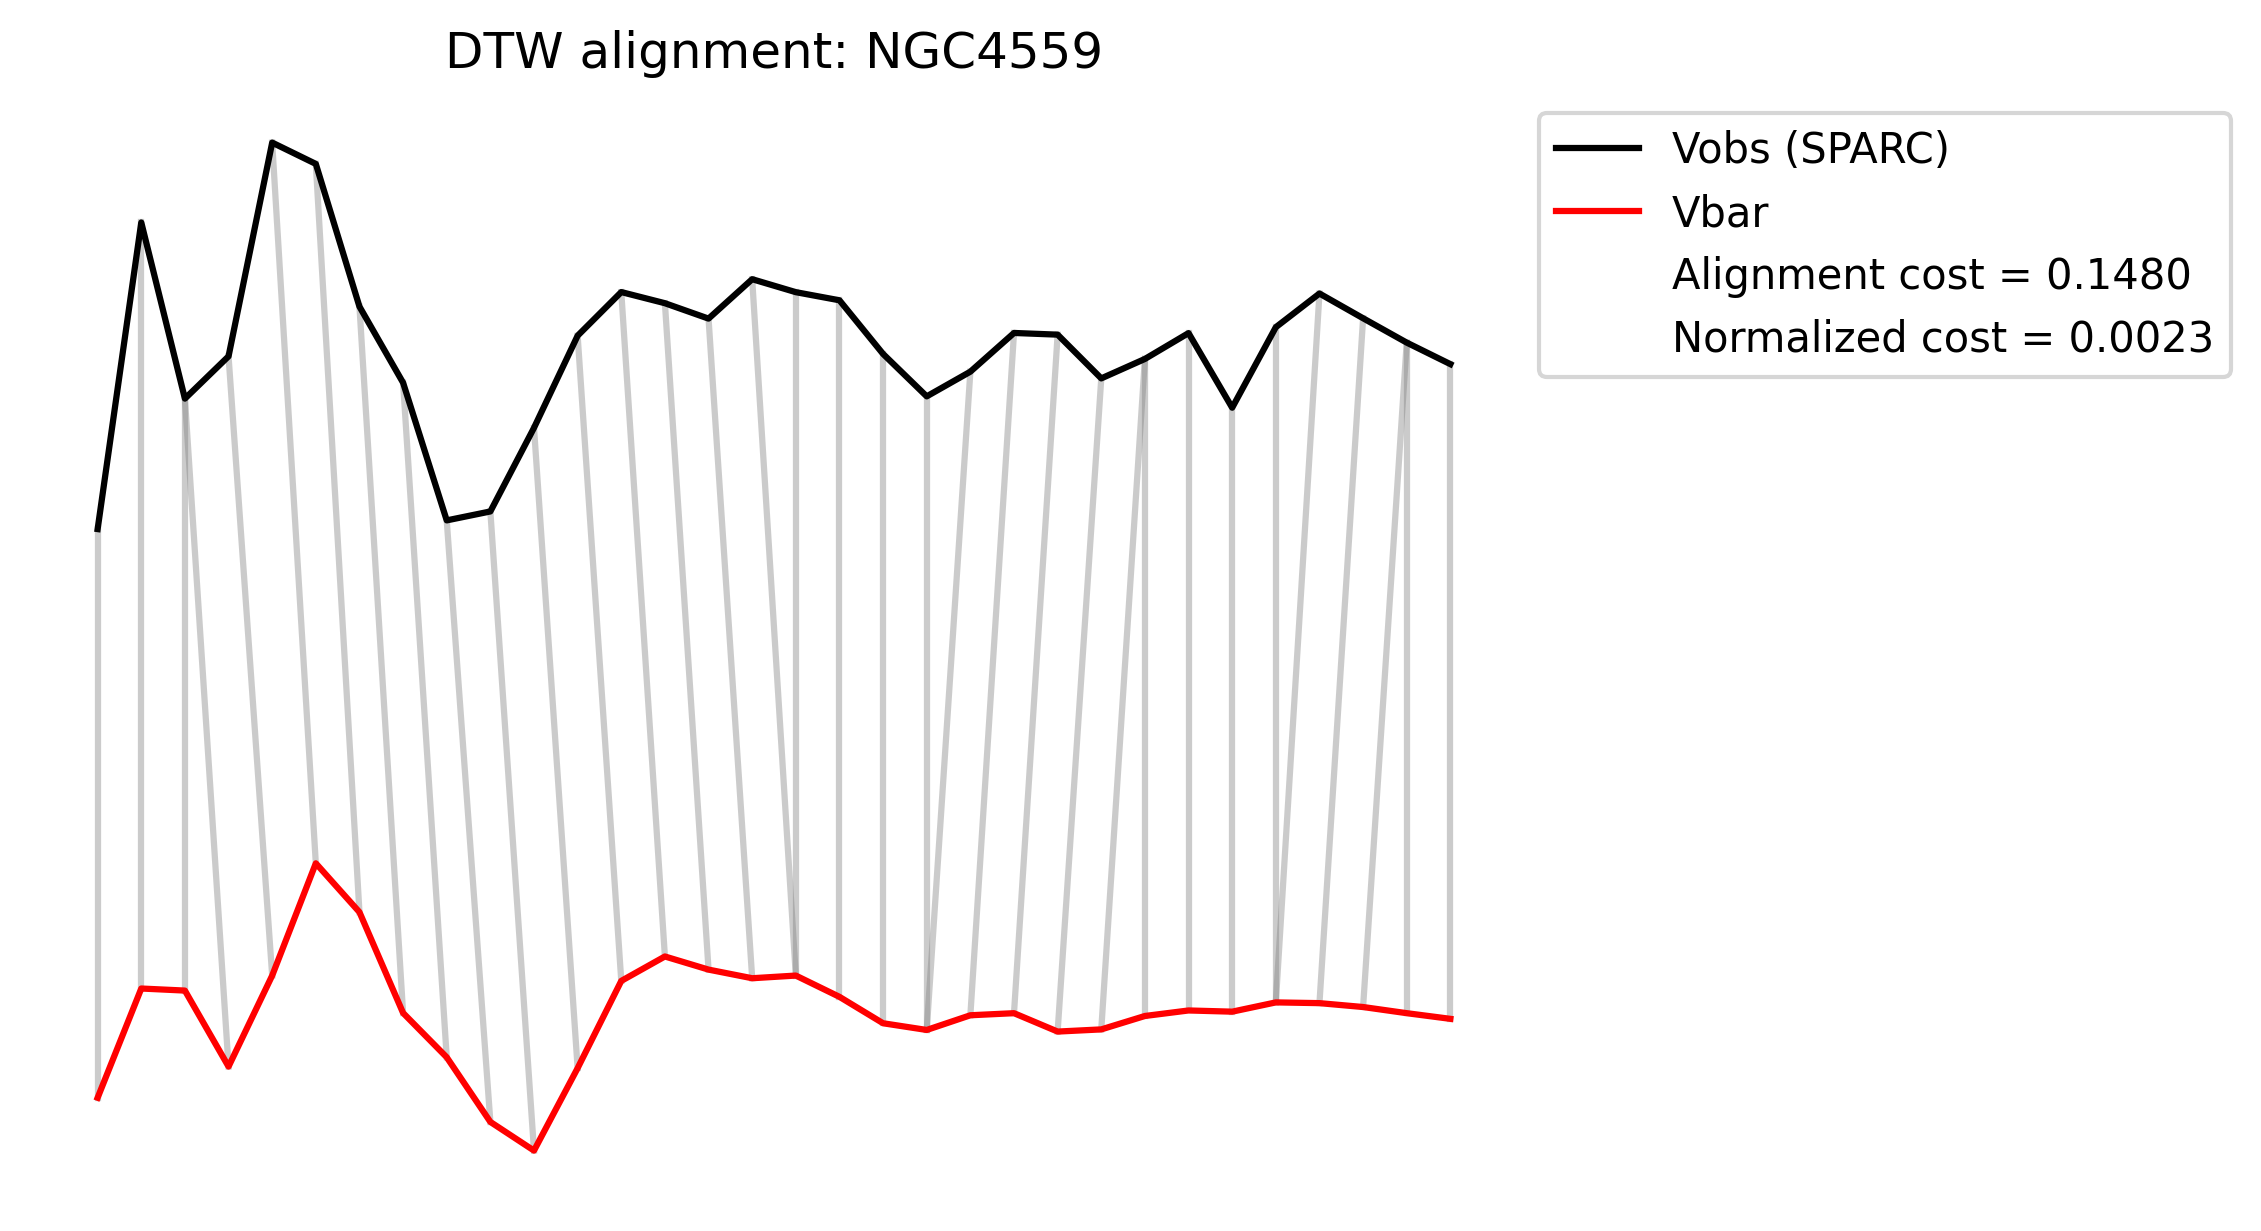 DTW alignment: NGC4559
Vobs (SPARC)
Vbar
Alignment cost = 0.1480
Normalized cost = 0.0023